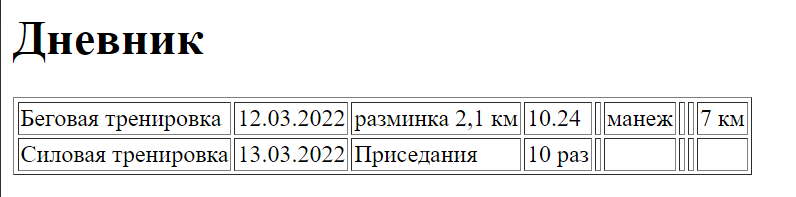 Дневник
Беговая тренировка 12.03.2022 разминка 2,1 км 10.24 манеж 7 км
Силовая тренировка 13.03.2022 Приседания 10 раз